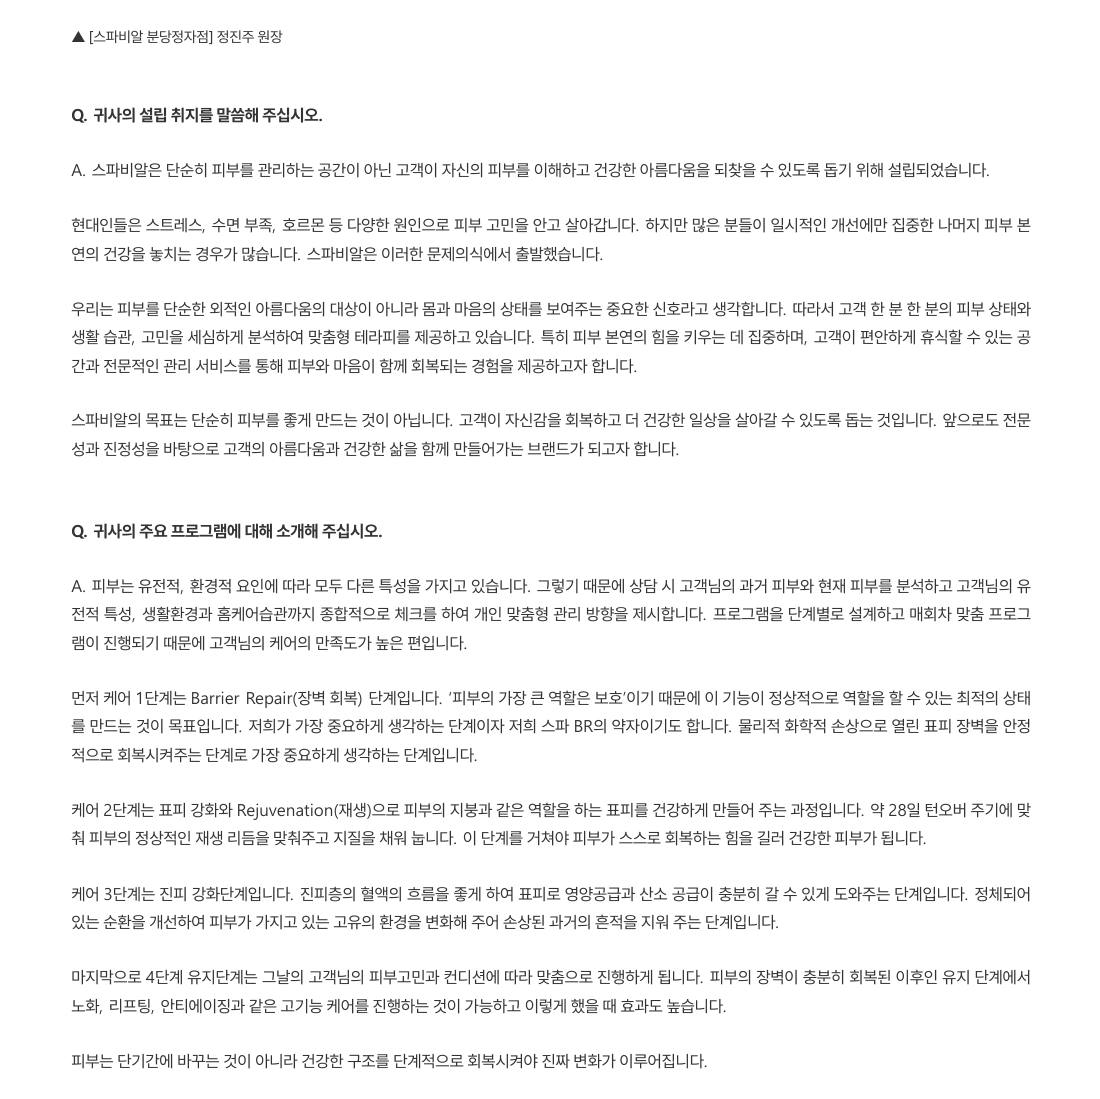 ▲ [스파비알 분당정자점] 정진주 원장
Q. 귀사의 설립 취지를 말씀해 주십시오.
A. 스파비알은 단순히 피부를 관리하는 공간이 아닌 고객이 자신의 피부를 이해하고 건강한 아름다움을 되찾을 수 있도록 돕기 위해 설립되었습니다.
현대인들은 스트레스, 수면 부족, 호르몬 등 다양한 원인으로 피부 고민을 안고 살아갑니다. 하지만 많은 분들이 일시적인 개선에만 집중한 나머지 피부 본
연의 건강을 놓치는 경우가 많습니다. 스파비알은 이러한 문제의식에서 출발했습니다.
우리는 피부를 단순한 외적인 아름다움의 대상이 아니라 몸과 마음의 상태를 보여주는 중요한 신호라고 생각합니다. 따라서 고객 한 분 한 분의 피부 상태와
생활 습관, 고민을 세심하게 분석하여 맞춤형 테라피를 제공하고 있습니다. 특히 피부 본연의 힘을 키우는 데 집중하며, 고객이 편안하게 휴식할 수 있는 공
간과 전문적인 관리 서비스를 통해 피부와 마음이 함께 회복되는 경험을 제공하고자 합니다.
스파비알의 목표는 단순히 피부를 좋게 만드는 것이 아닙니다. 고객이 자신감을 회복하고 더 건강한 일상을 살아갈 수 있도록 돕는 것입니다. 앞으로도 전문
성과 진정성을 바탕으로 고객의 아름다움과 건강한 삶을 함께 만들어가는 브랜드가 되고자 합니다.
Q. 귀사의 주요 프로그램에 대해 소개해 주십시오.
A. 피부는 유전적, 환경적 요인에 따라 모두 다른 특성을 가지고 있습니다. 그렇기 때문에 상담 시 고객님의 과거 피부와 현재 피부를 분석하고 고객님의 유
전적 특성, 생활환경과 홈케어습관까지 종합적으로 체크를 하여 개인 맞춤형 관리 방향을 제시합니다. 프로그램을 단계별로 설계하고 매회차 맞춤 프로그
램이 진행되기 때문에 고객님의 케어의 만족도가 높은 편입니다.
먼저 케어 1단계는 Barrier Repair(장벽 회복) 단계입니다. ‘피부의 가장 큰 역할은 보호’이기 때문에 이 기능이 정상적으로 역할을 할 수 있는 최적의 상태
를 만드는 것이 목표입니다. 저희가 가장 중요하게 생각하는 단계이자 저희 스파 BR의 약자이기도 합니다. 물리적 화학적 손상으로 열린 표피 장벽을 안정
적으로 회복시켜주는 단계로 가장 중요하게 생각하는 단계입니다.
케어 2단계는 표피 강화와 Rejuvenation(재생)으로 피부의 지붕과 같은 역할을 하는 표피를 건강하게 만들어 주는 과정입니다. 약 28일 턴오버 주기에 맞
춰 피부의 정상적인 재생 리듬을 맞춰주고 지질을 채워 눕니다. 이 단계를 거쳐야 피부가 스스로 회복하는 힘을 길러 건강한 피부가 됩니다.
케어 3단계는 진피 강화단계입니다. 진피층의 혈액의 흐름을 좋게 하여 표피로 영양공급과 산소 공급이 충분히 갈 수 있게 도와주는 단계입니다. 정체되어
있는 순환을 개선하여 피부가 가지고 있는 고유의 환경을 변화해 주어 손상된 과거의 흔적을 지워 주는 단계입니다.
마지막으로 4단계 유지단계는 그날의 고객님의 피부고민과 컨디션에 따라 맞춤으로 진행하게 됩니다. 피부의 장벽이 충분히 회복된 이후인 유지 단계에서
노화, 리프팅, 안티에이징과 같은 고기능 케어를 진행하는 것이 가능하고 이렇게 했을 때 효과도 높습니다.
피부는 단기간에 바꾸는 것이 아니라 건강한 구조를 단계적으로 회복시켜야 진짜 변화가 이루어집니다.